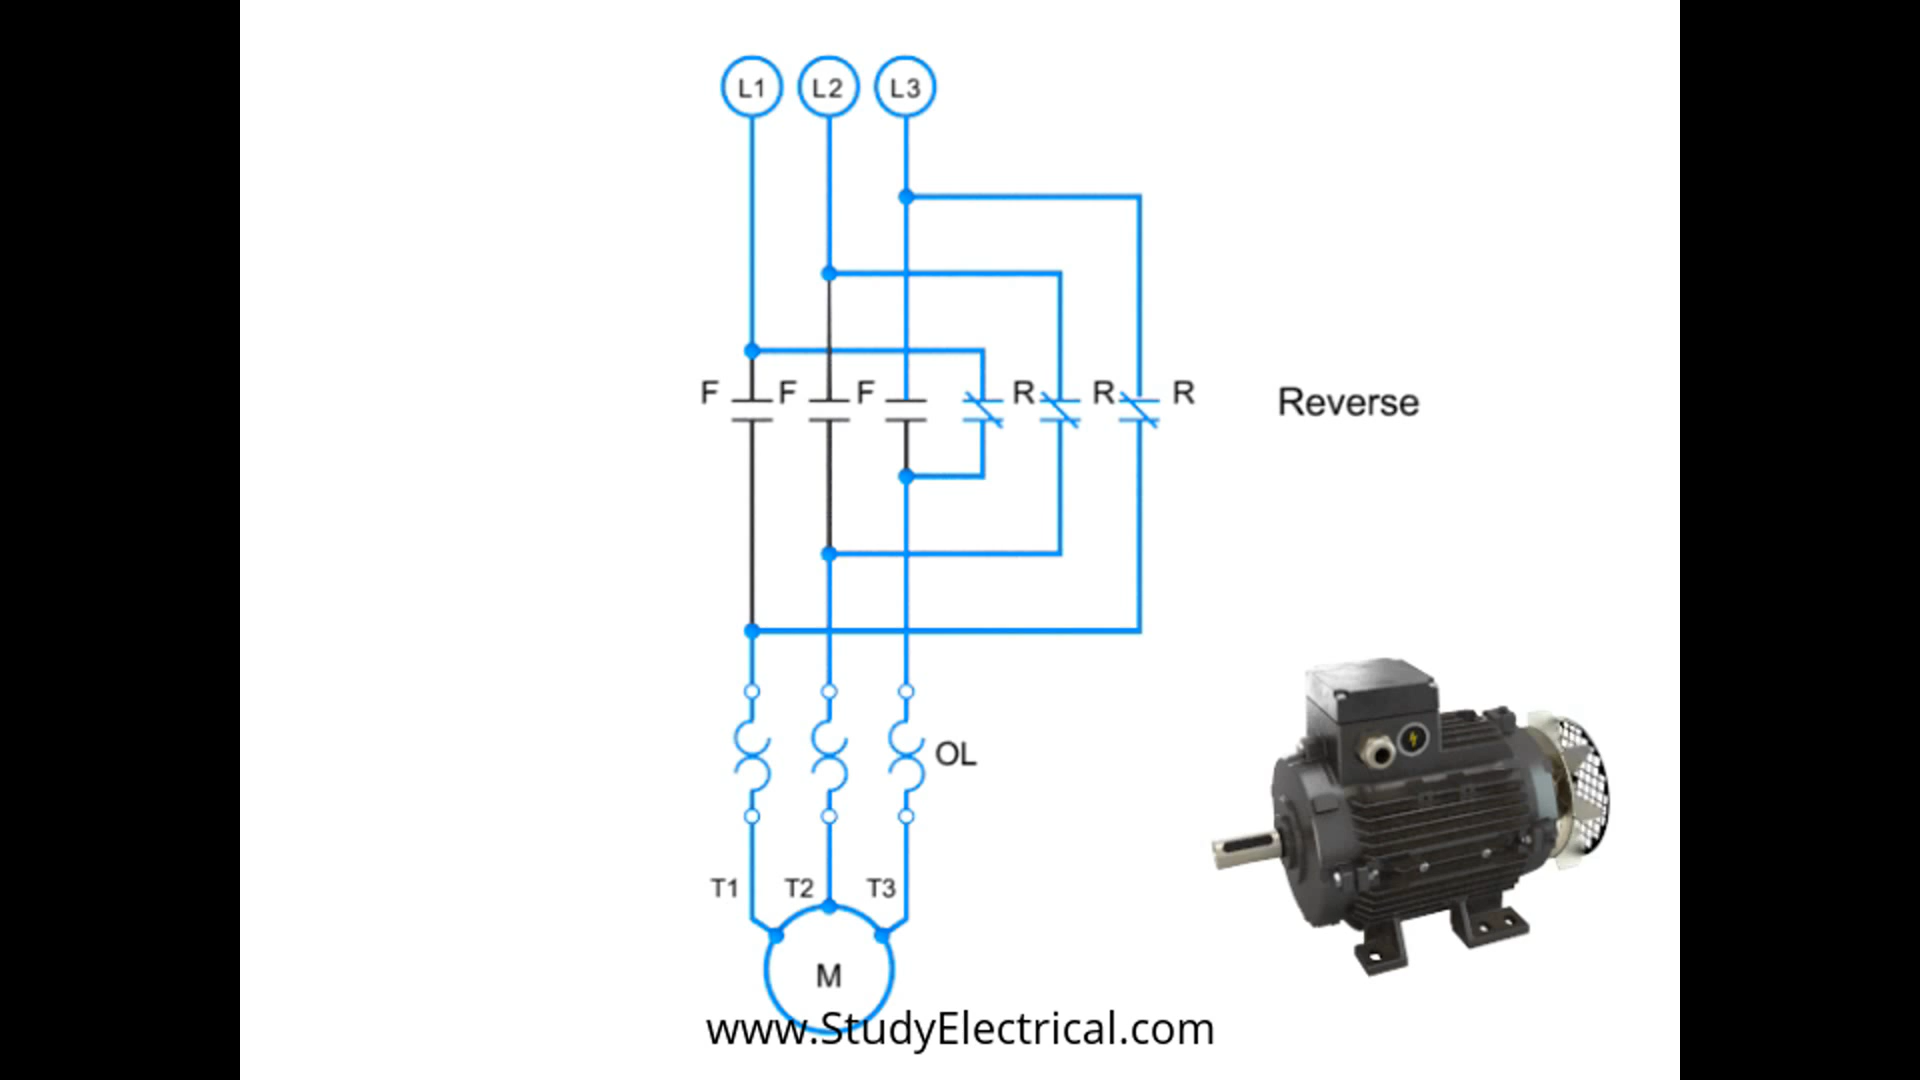 L1 L2 L3
F F F R R R Reverse
OL
T1 T2 T3
M
www.StudyElectrical.com